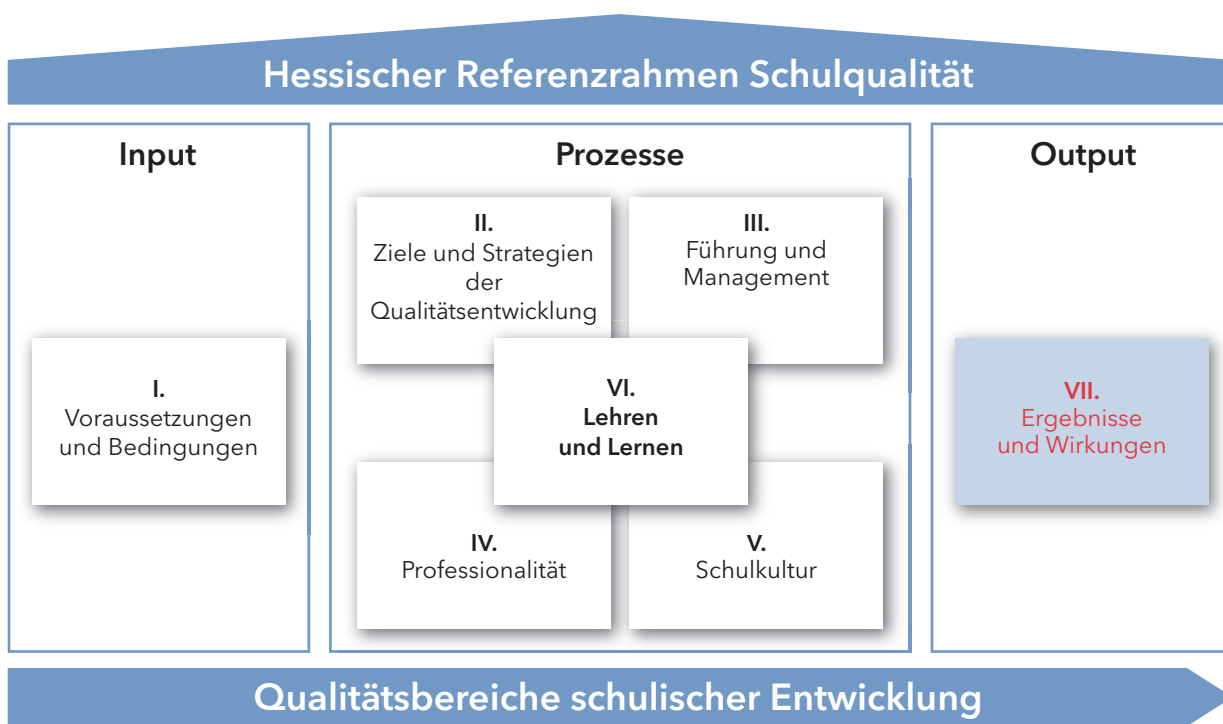 Hessischer Referenzrahmen Schulqualität
Input
I.
Voraussetzungen
und Bedingungen
Prozesse
II.
Ziele und Strategien
der
Qualitätsentwicklung
III.
Führung und
Management
VI.
Lehren
und Lernen
IV.
Professionalität
V.
Schulkultur
Output
VII.
Ergebnisse
und Wirkungen
Qualitätsbereiche schulischer Entwicklung